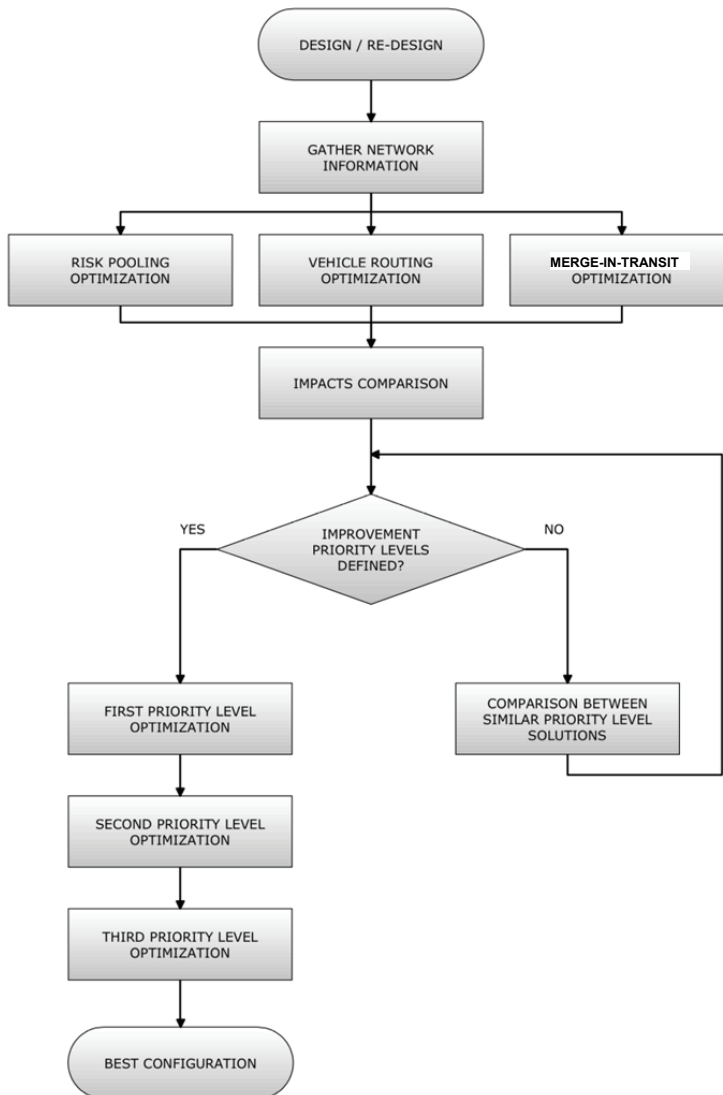 DESIGN / RE-DESIGN
GATHER NETWORK
INFORMATION
RISK POOLING
OPTIMIZATION
VEHICLE ROUTING
OPTIMIZATION
MERGE-IN-TRANSIT
OPTIMIZATION
IMPACTS COMPARISON
YES
IMPROVEMENT
PRIORITY LEVELS
DEFINED?
NO
FIRST PRIORITY LEVEL
OPTIMIZATION
COMPARISON BETWEEN
SIMILAR PRIORITY LEVEL
SOLUTIONS
SECOND PRIORITY LEVEL
OPTIMIZATION
THIRD PRIORITY LEVEL
OPTIMIZATION
BEST CONFIGURATION